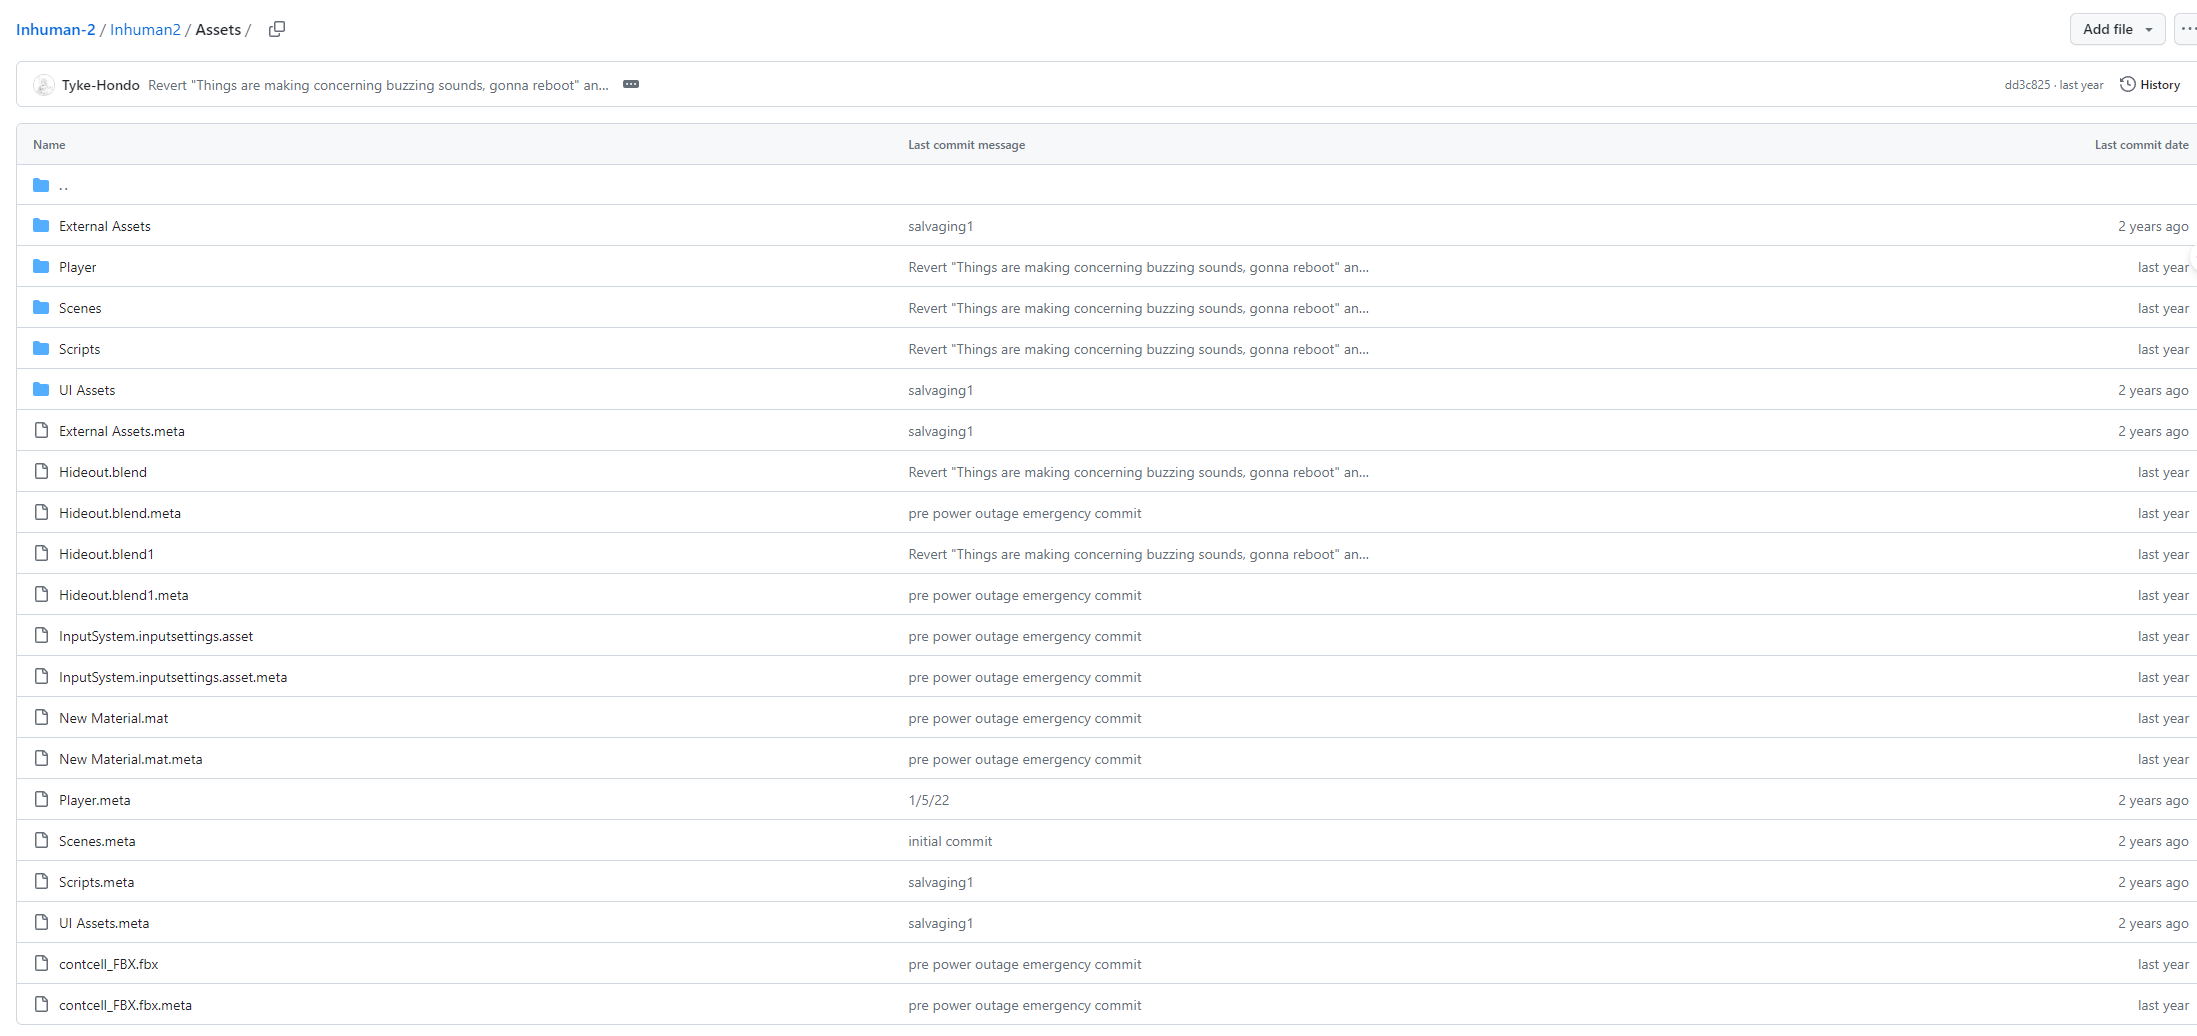 Inhuman-2 / Inhuman2 / Assets /
Add file
Tyke-Hondo Revert "Things are making concerning buzzing sounds, gonna reboot" an...
dd3c825 · last year History
Name Last commit message Last commit date
..
External Assets salvaging1 2 years ago
Player Revert "Things are making concerning buzzing sounds, gonna reboot" an... last year
Scenes Revert "Things are making concerning buzzing sounds, gonna reboot" an... last year
Scripts Revert "Things are making concerning buzzing sounds, gonna reboot" an... last year
UI Assets salvaging1 2 years ago
External Assets.meta salvaging1 2 years ago
Hideout.blend Revert "Things are making concerning buzzing sounds, gonna reboot" an... last year
Hideout.blend.meta pre power outage emergency commit last year
Hideout.blend1 Revert "Things are making concerning buzzing sounds, gonna reboot" an... last year
Hideout.blend1.meta pre power outage emergency commit last year
InputSystem.inputsettings.asset pre power outage emergency commit last year
InputSystem.inputsettings.asset.meta pre power outage emergency commit last year
New Material.mat pre power outage emergency commit last year
New Material.mat.meta pre power outage emergency commit last year
Player.meta 1/5/22 2 years ago
Scenes.meta initial commit 2 years ago
Scripts.meta salvaging1 2 years ago
UI Assets.meta salvaging1 2 years ago
contcell_FBX.fbx pre power outage emergency commit last year
contcell_FBX.fbx.meta pre power outage emergency commit last year